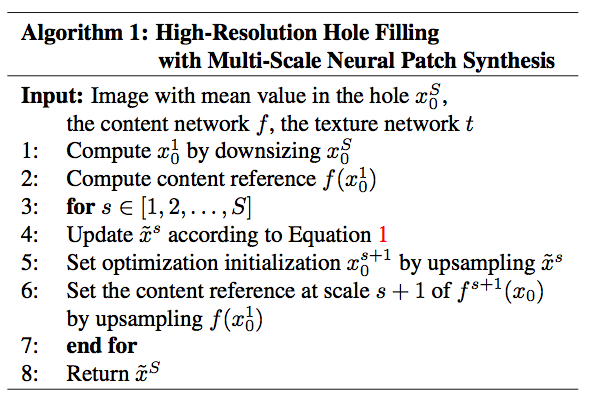 Algorithm 1: High-Resolution Hole Filling
with Multi-Scale Neural Patch Synthesis
Input: Image with mean value in the hole $x_0^S$,
the content network $f$, the texture network $t$
1: Compute $x_0^1$ by downsizing $x_0^S$
2: Compute content reference $f(x_0^1)$
3: for $s \in [1, 2, \ldots, S]$
4: Update $\tilde{x}^s$ according to Equation 1
5: Set optimization initialization $x_0^{s+1}$ by upsampling $\tilde{x}^s$
6: Set the content reference at scale $s + 1$ of $f^{s+1}(x_0)$
by upsampling $f(x_0^1)$
7: end for
8: Return $\tilde{x}^S$